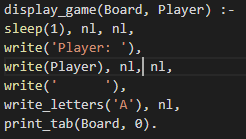 display_game(Board, Player) :-
sleep(1), nl, nl,
write('Player: '),
write(Player), nl, nl,
write('       '),
write_letters('A'), nl,
print_tab(Board, 0).